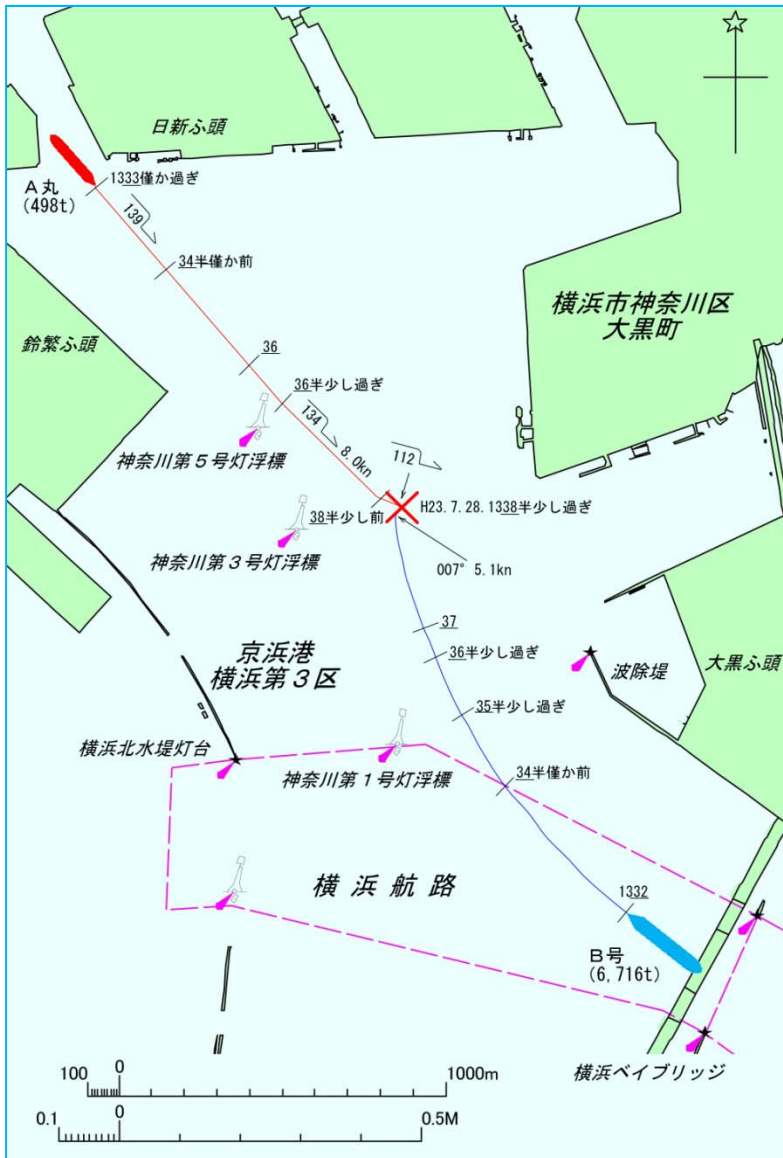 日新ふ頭
A丸
(498t)
1333僅か過ぎ
139
34半僅か前
横浜市神奈川区
大黒町
鈴繁ふ頭
36
36半少し過ぎ
134
8.0kn
神奈川第5号灯浮標
112
H23.7.28.1338半少し過ぎ
38半少し前
神奈川第3号灯浮標
007° 5.1kn
37
36半少し過ぎ
京浜港
横浜第3区
波除堤
大黒ふ頭
35半少し過ぎ
横浜北水堤灯台
神奈川第1号灯浮標
34半僅か前
横浜航路
1332
B号
(6,716t)
横浜ベイブリッジ
100 0 1000m
0.1 0 0.5M